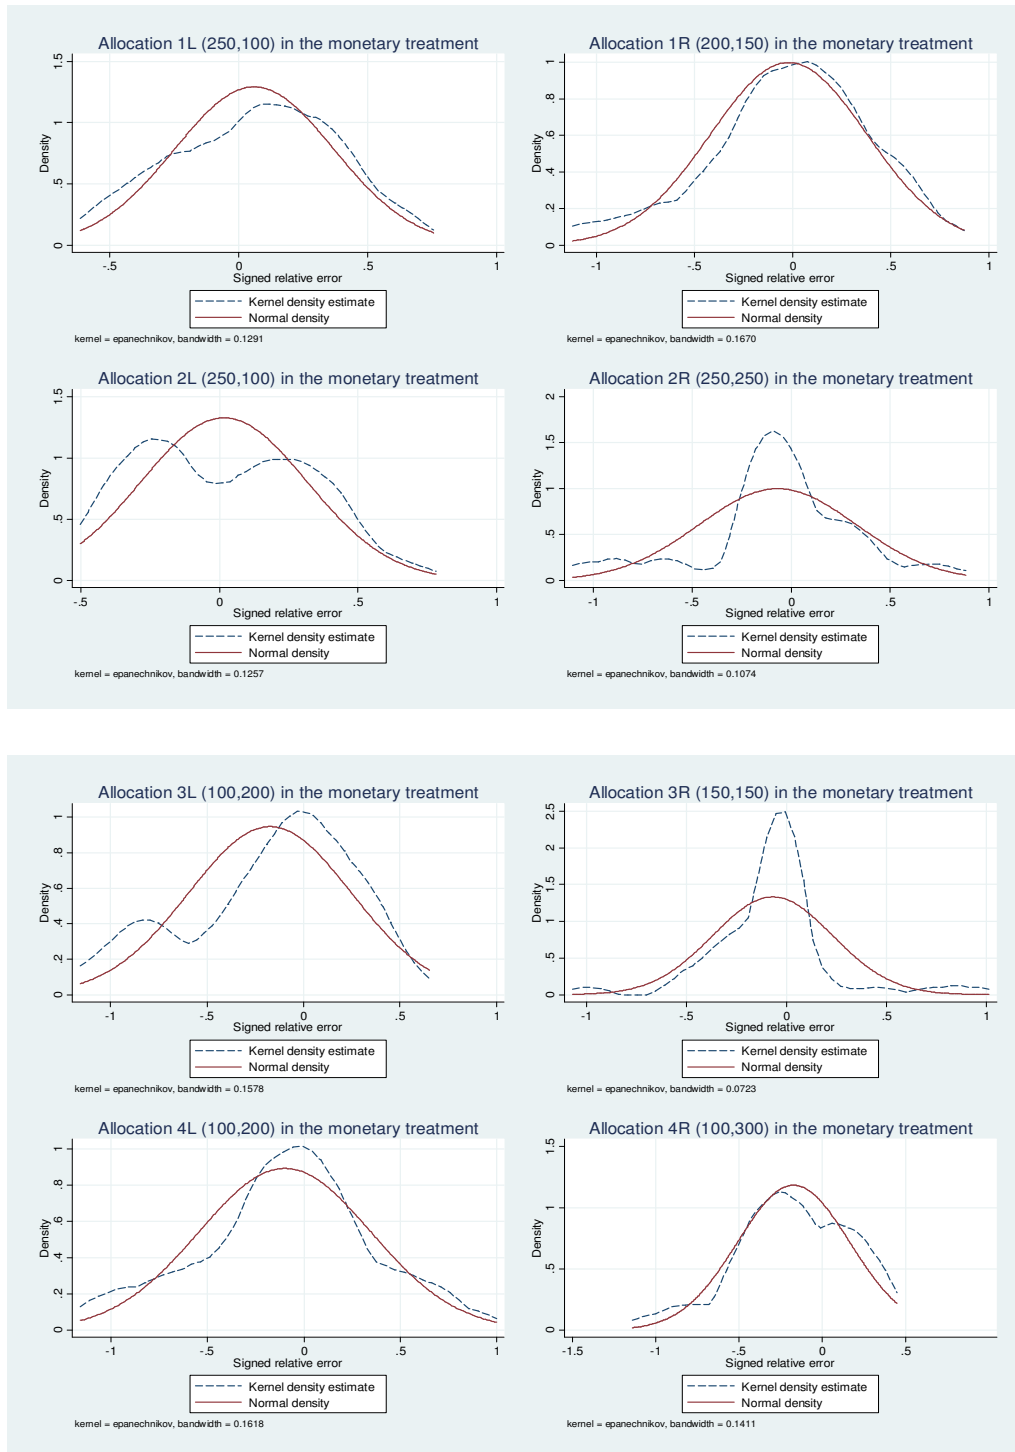 Allocation 1L (250,100) in the monetary treatment
Density
0 .5 1 1.5
-.5 0 .5 1
Signed relative error
Kernel density estimate
Normal density
kernel = epanechnikov, bandwidth = 0.1291
Allocation 1R (200,150) in the monetary treatment
Density
0 .2 .4 .6 .8 1
-1 -.5 0 .5 1
Signed relative error
Kernel density estimate
Normal density
kernel = epanechnikov, bandwidth = 0.1670
Allocation 2L (250,100) in the monetary treatment
Density
0 .5 1 1.5
-.5 0 .5 1
Signed relative error
Kernel density estimate
Normal density
kernel = epanechnikov, bandwidth = 0.1257
Allocation 2R (250,250) in the monetary treatment
Density
0 .5 1 1.5 2
-1 -.5 0 .5 1
Signed relative error
Kernel density estimate
Normal density
kernel = epanechnikov, bandwidth = 0.1074
Allocation 3L (100,200) in the monetary treatment
Density
0 .2 .4 .6 .8 1
-1 -.5 0 .5 1
Signed relative error
Kernel density estimate
Normal density
kernel = epanechnikov, bandwidth = 0.1578
Allocation 3R (150,150) in the monetary treatment
Density
0 .5 1 1.5 2 2.5
-1 -.5 0 .5 1
Signed relative error
Kernel density estimate
Normal density
kernel = epanechnikov, bandwidth = 0.0723
Allocation 4L (100,200) in the monetary treatment
Density
0 .2 .4 .6 .8 1
-1 -.5 0 .5 1
Signed relative error
Kernel density estimate
Normal density
kernel = epanechnikov, bandwidth = 0.1618
Allocation 4R (100,300) in the monetary treatment
Density
0 .5 1 1.5
-1.5 -1 -.5 0 .5
Signed relative error
Kernel density estimate
Normal density
kernel = epanechnikov, bandwidth = 0.1411